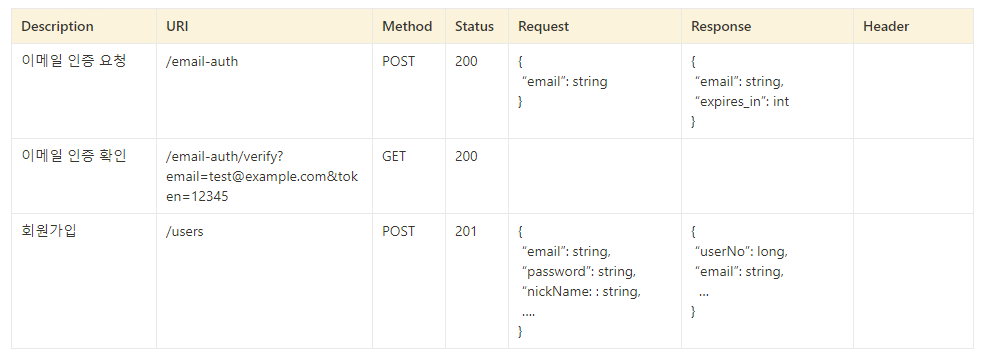 Description URI Method Status Request Response Header
이메일 인증 요청 /email-auth POST 200 { {
“email”: string “email”: string,
} “expires_in”: int
}
이메일 인증 확인 /email-auth/verify? GET 200
email=test@example.com&tok
en=12345
회원가입 /users POST 201 { {
“email”: string, “userNo”: long,
“password”: string, “email”: string,
“nickName: : string, ...
.... }
}